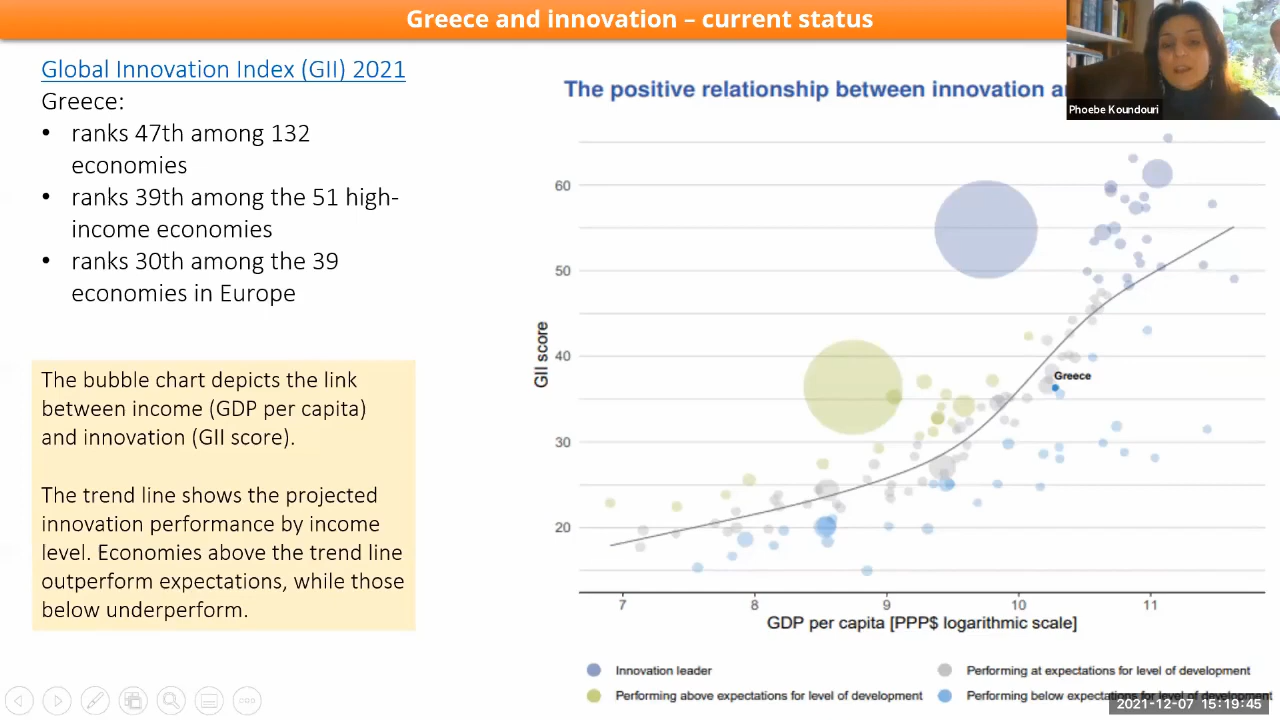 Greece and innovation – current status
Global Innovation Index (GII) 2021
Greece:
• ranks 47th among 132
economies
• ranks 39th among the 51 high-
income economies
• ranks 30th among the 39
economies in Europe
The bubble chart depicts the link
between income (GDP per capita)
and innovation (GII score).
The trend line shows the projected
innovation performance by income
level. Economies above the trend line
outperform expectations, while those
below underperform.
The positive relationship between innovation
Phoebe Koundouri
GII score
60
50
40
30
20
Greece
7 8 9 10 11
GDP per capita [PPP$ logarithmic scale]
Innovation leader
Performing at expectations for level of development
Performing above expectations for level of development
Performing below expectations for level of development
2021-12-07 15:19:45